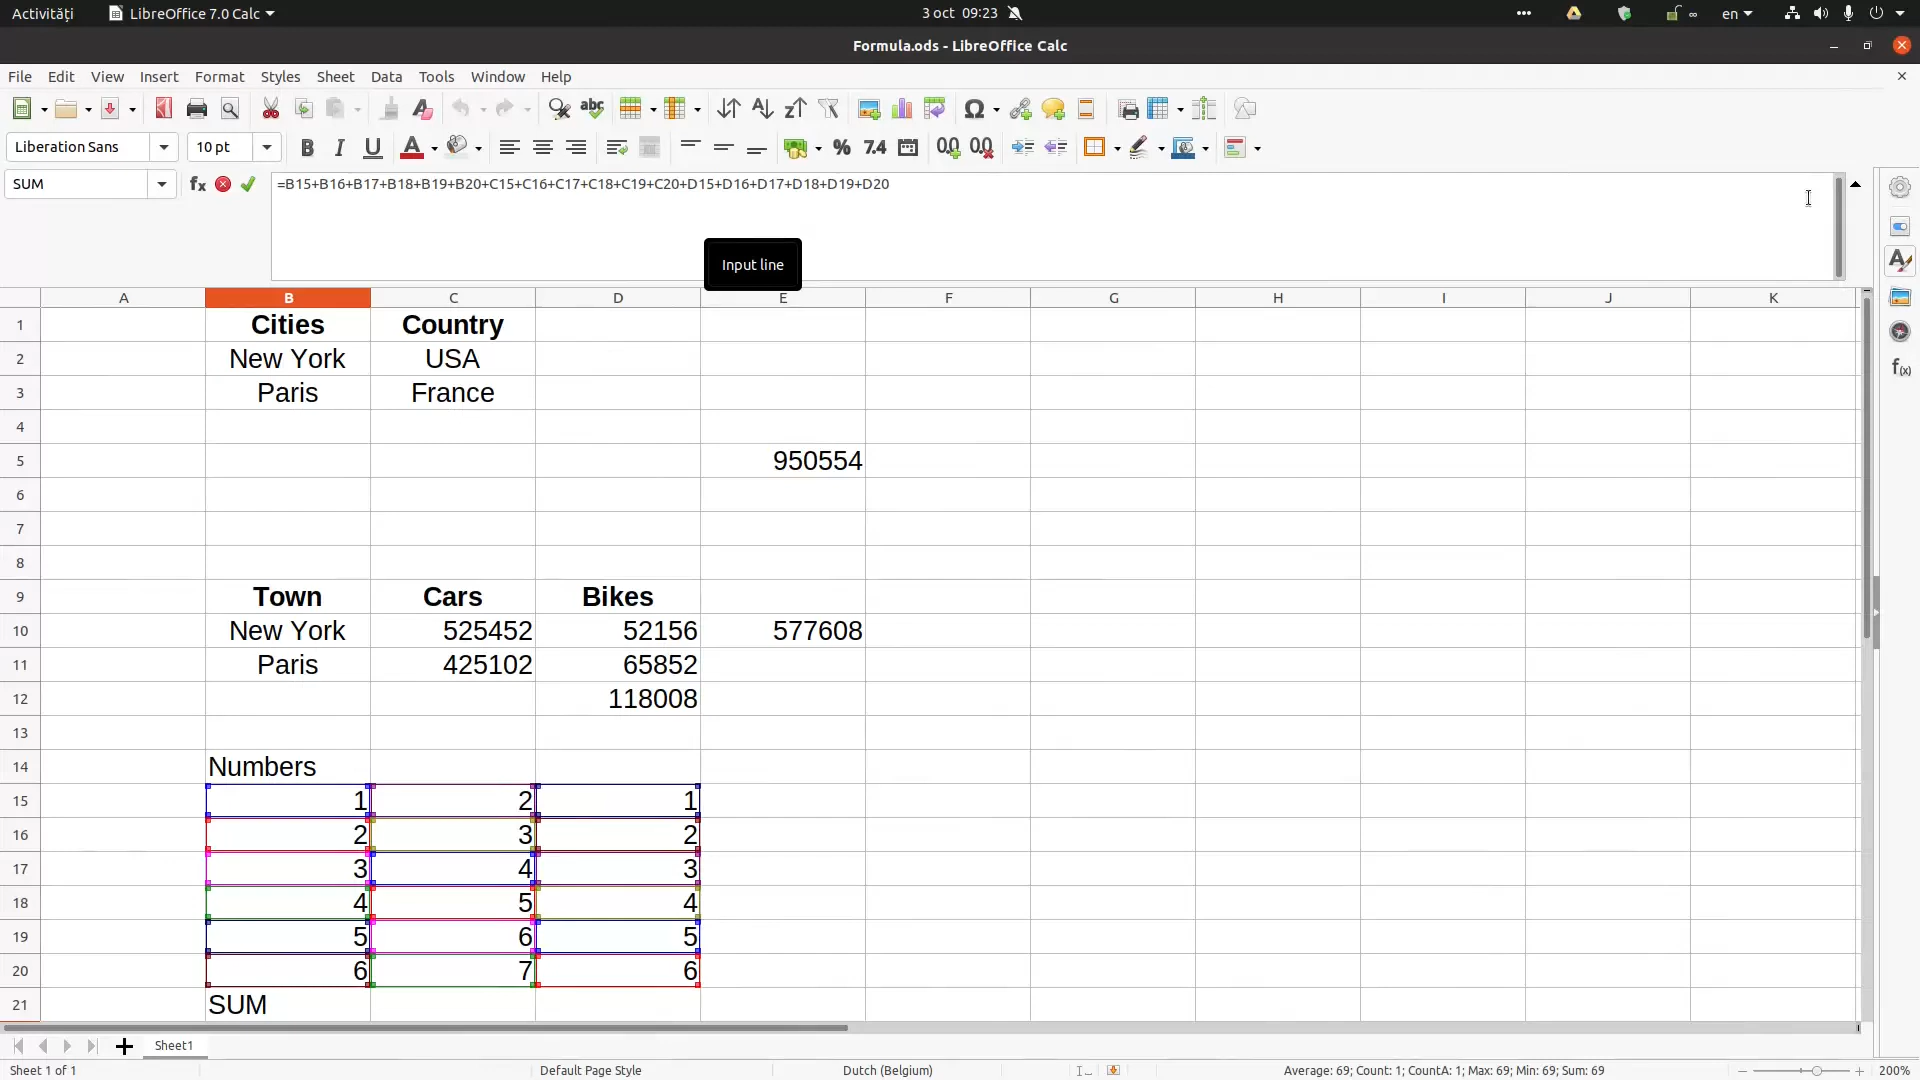 Activități LibreOffice 7.0 Calc 3 oct 09:23 en
Formula.ods - LibreOffice Calc
File Edit View Insert Format Styles Sheet Data Tools Window Help
Liberation Sans 10 pt B I U A % 7.4
SUM fx =B15+B16+B17+B18+B19+B20+C15+C16+C17+C18+C19+C20+D15+D16+D17+D18+D19+D20
Input line
A B C D E F G H I J K
1 Cities Country
2 New York USA
3 Paris France
4
5 950554
6
7
8
9 Town Cars Bikes
10 New York 525452 52156 577608
11 Paris 425102 65852
12 118008
13
14 Numbers
15 1 2 1
16 2 3 2
17 3 4 3
18 4 5 4
19 5 6 5
20 6 7 6
21 SUM
Sheet1
Sheet 1 of 1 Default Page Style Dutch (Belgium) Average: 69; Count: 1; CountA: 1; Max: 69; Min: 69; Sum: 69 200%